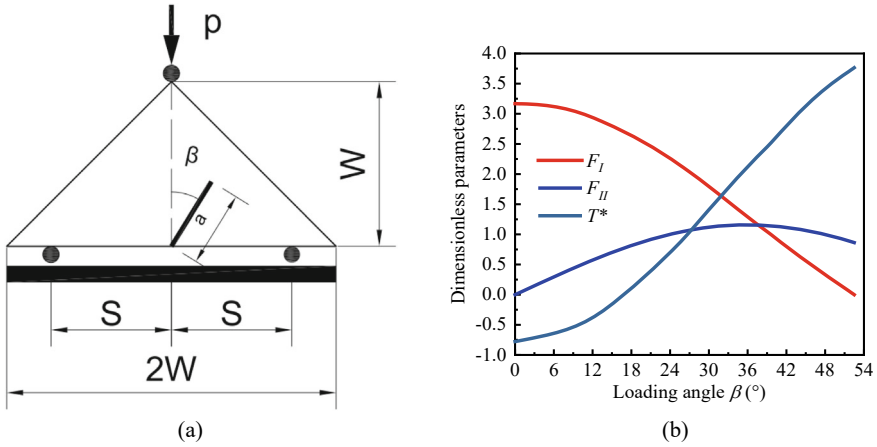 p
β
a
W
S
S
2W
(a)
4.0
3.5
3.0
2.5
2.0
1.5
1.0
0.5
0.0
-0.5
-1.0
Dimensionless parameters
F_I
F_II
T*
0 6 12 18 24 30 36 42 48 54
Loading angle β (°)
(b)